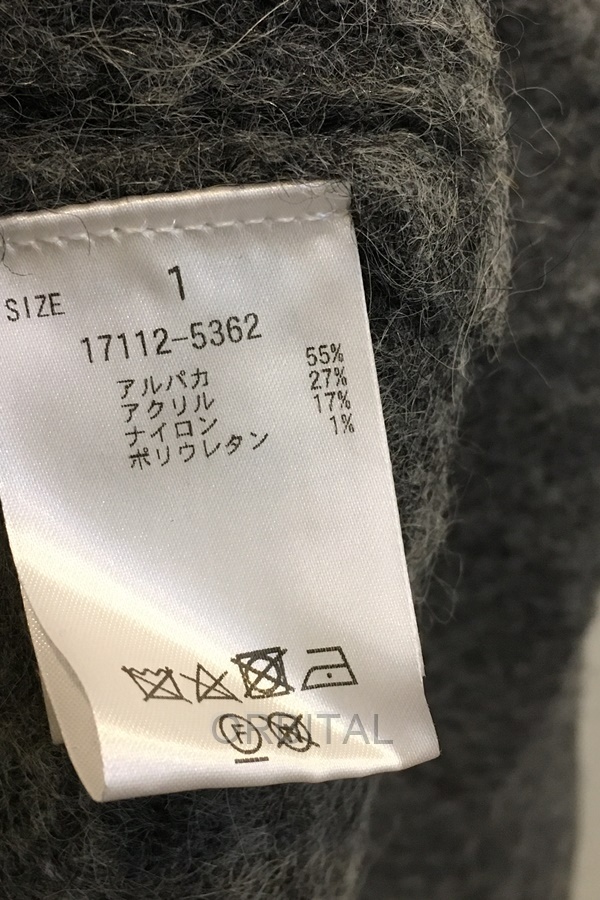 SIZE 1
17112-5362
アルパカ 55%
アクリル 27%
ナイロン 17%
ポリウレタン 1%
ORBITAL
F W